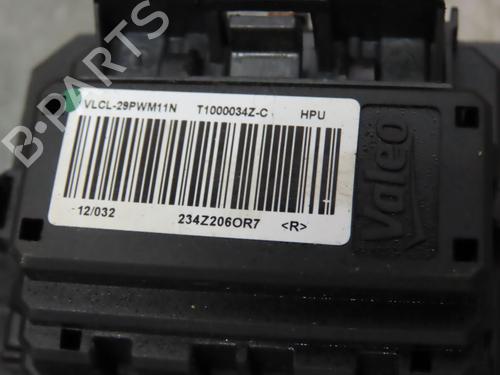 VLCL-29PWM11N T1000034Z-C HPU
12/032 234Z206OR7 <R>
Valeo
B-PARTS